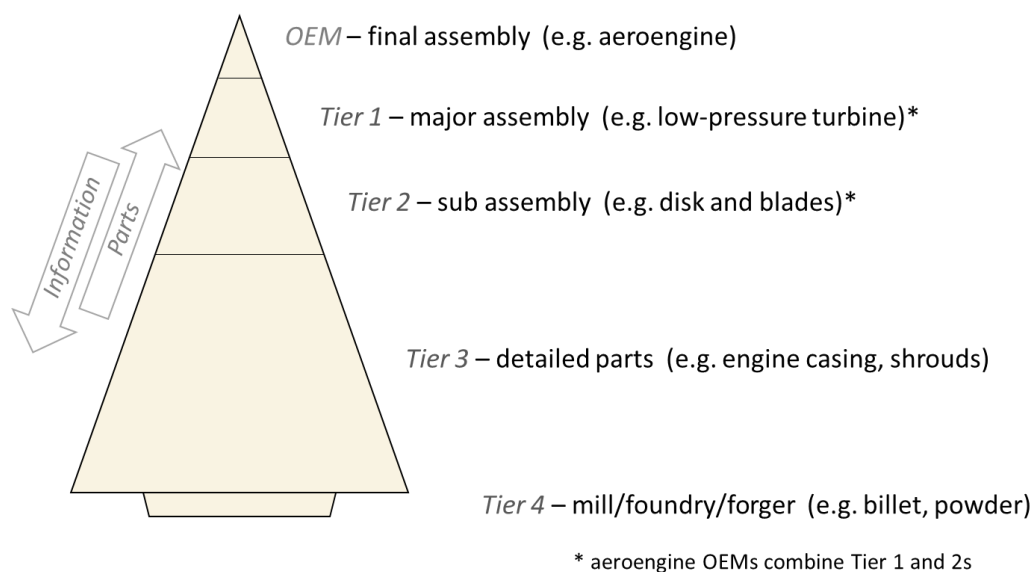 OEM – final assembly (e.g. aeroengine)
Tier 1 – major assembly (e.g. low-pressure turbine)*
Information
Parts
Tier 2 – sub assembly (e.g. disk and blades)*
Tier 3 – detailed parts (e.g. engine casing, shrouds)
Tier 4 – mill/foundry/forger (e.g. billet, powder)
* aeroengine OEMs combine Tier 1 and 2s